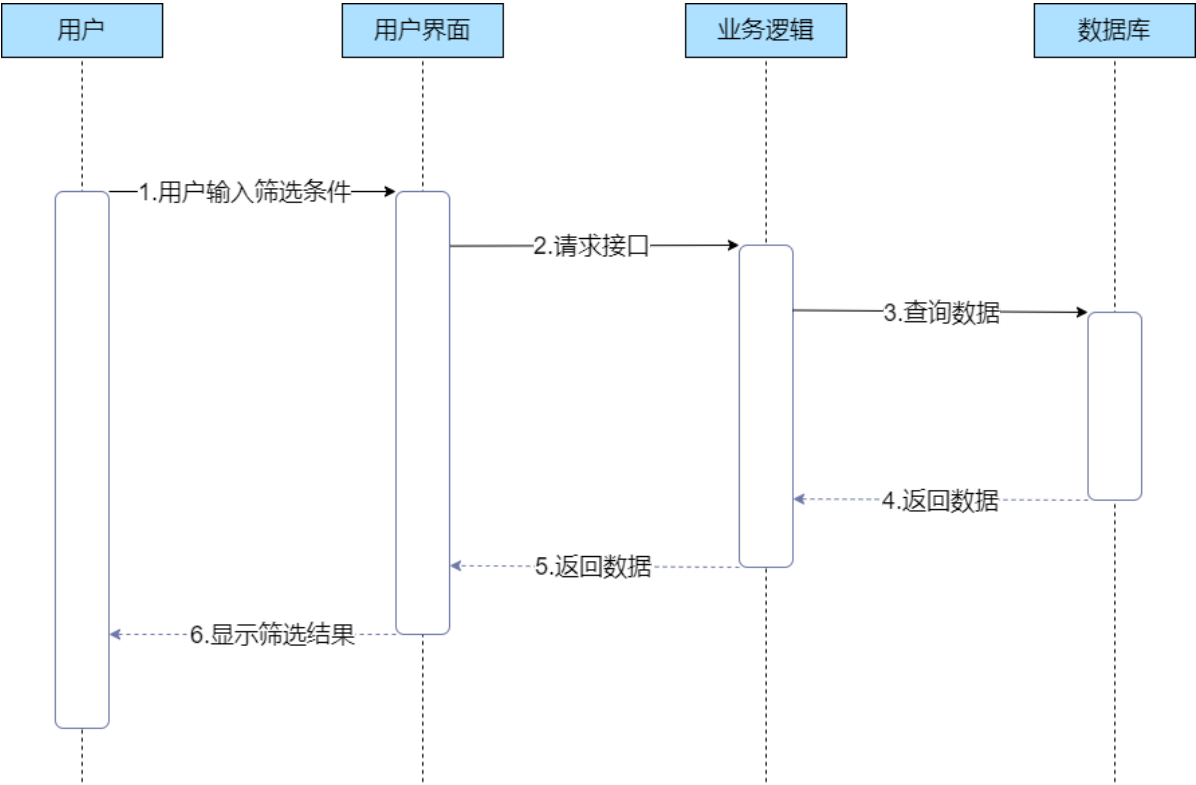 用户
用户界面
业务逻辑
数据库
1.用户输入筛选条件
2.请求接口
3.查询数据
4.返回数据
5.返回数据
6.显示筛选结果